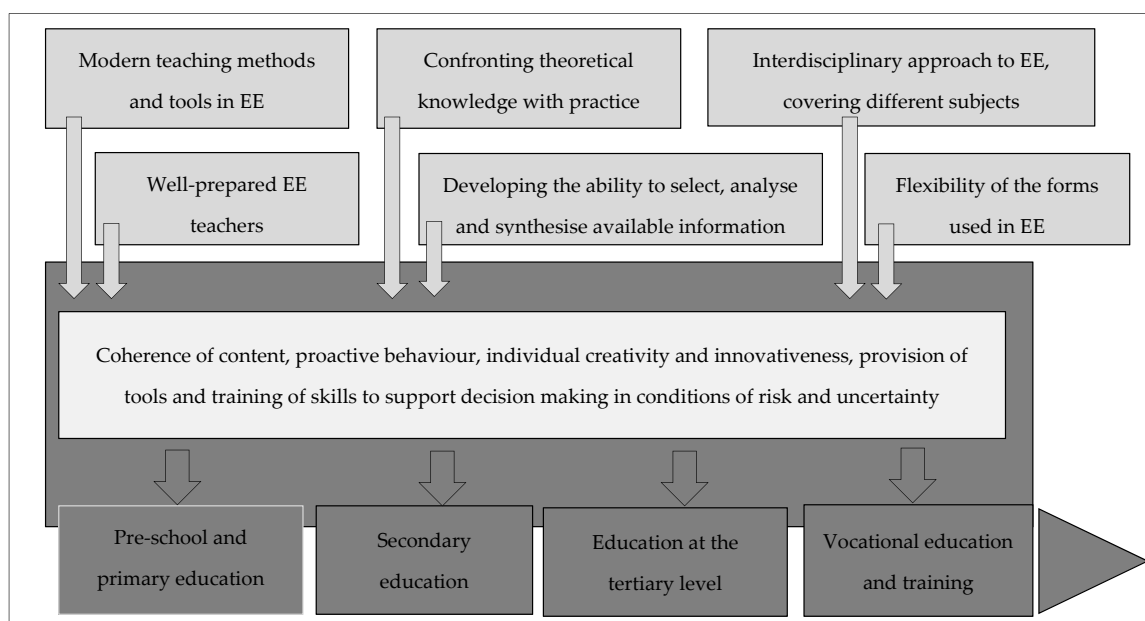 Modern teaching methods
and tools in EE
Confronting theoretical
knowledge with practice
Interdisciplinary approach to EE,
covering different subjects
Well-prepared EE
teachers
Developing the ability to select, analyse
and synthesise available information
Flexibility of the forms
used in EE
Coherence of content, proactive behaviour, individual creativity and innovativeness, provision of
tools and training of skills to support decision making in conditions of risk and uncertainty
Pre-school and
primary education
Secondary
education
Education at the
tertiary level
Vocational education
and training